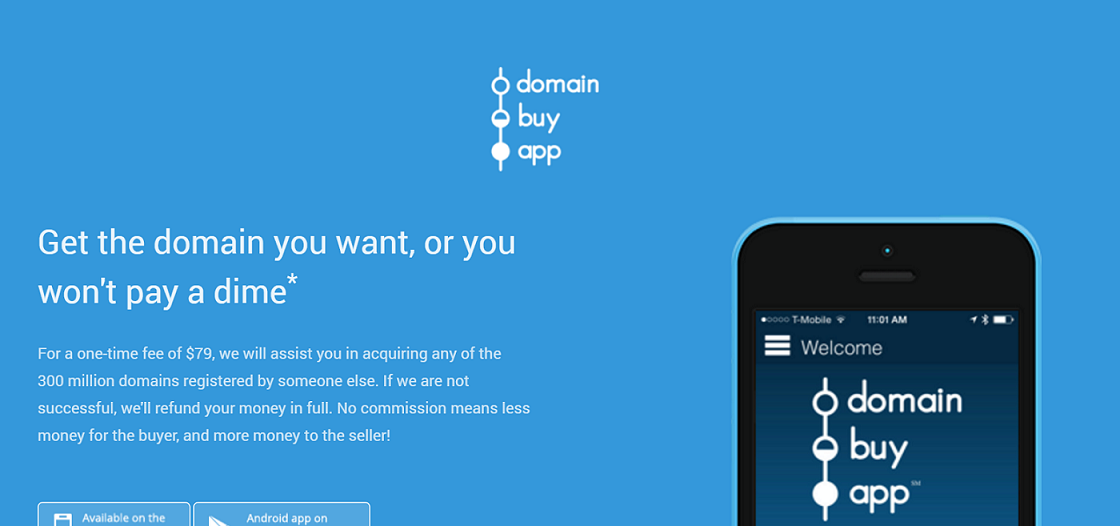 domain
buy
app
Get the domain you want, or you
won't pay a dime*
For a one-time fee of $79, we will assist you in acquiring any of the
300 million domains registered by someone else. If we are not
successful, we'll refund your money in full. No commission means less
money for the buyer, and more money to the seller!
Available on the
Android app on
T-Mobile 11:01 AM
Welcome
domain
buy
app SM